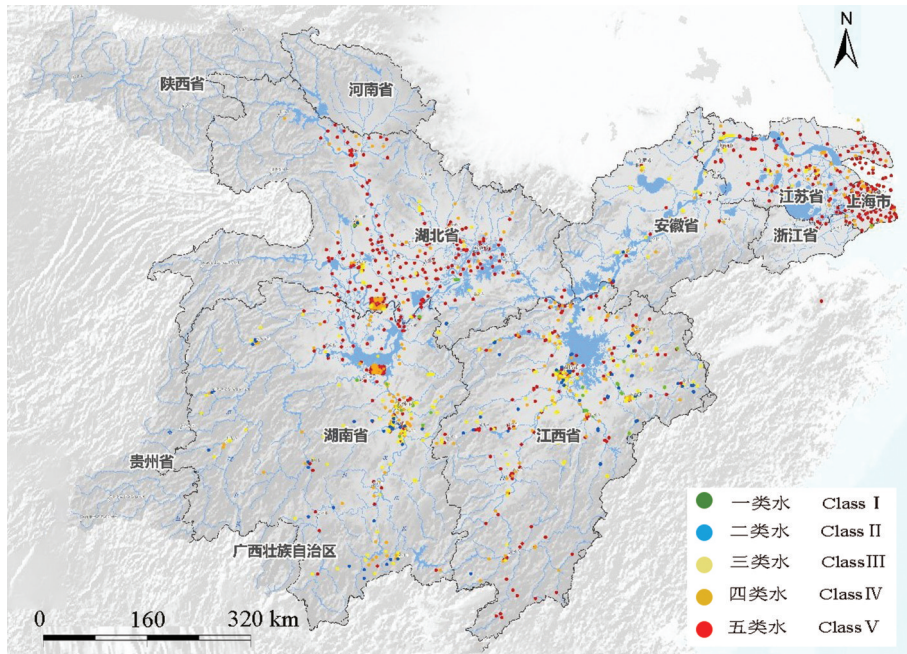 N
陕西省
河南省
江苏省
上海市
安徽省
浙江省
湖北省
湖南省
江西省
贵州省
广西壮族自治区
一类水 Class Ⅰ
二类水 Class Ⅱ
三类水 Class Ⅲ
四类水 Class Ⅳ
五类水 Class Ⅴ
0 160 320 km